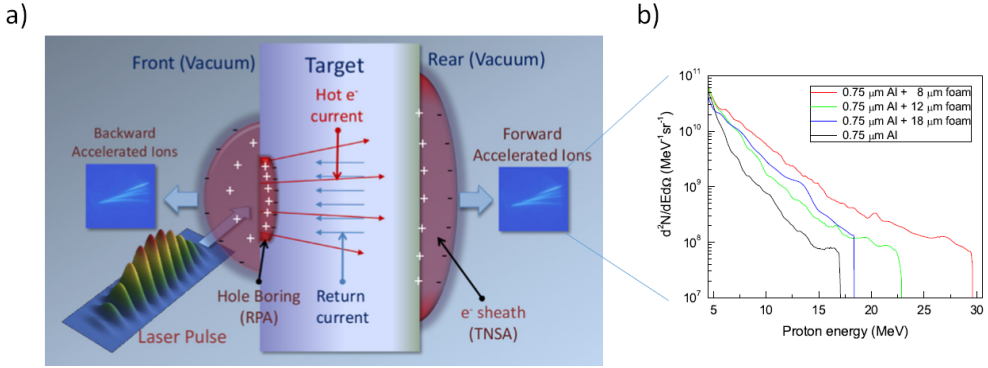 a)
b)
Front (Vacuum)
Target
Rear (Vacuum)
Hot e⁻
current
Backward
Accelerated Ions
Forward
Accelerated Ions
Hole Boring
(RPA)
Return
current
e⁻ sheath
(TNSA)
Laser Pulse
10¹¹
10¹⁰
10⁹
10⁸
10⁷
d²N/dEdΩ (MeV⁻¹sr⁻¹)
0.75 μm Al + 8 μm foam
0.75 μm Al + 12 μm foam
0.75 μm Al + 18 μm foam
0.75 μm Al
5 10 15 20 25 30
Proton energy (MeV)